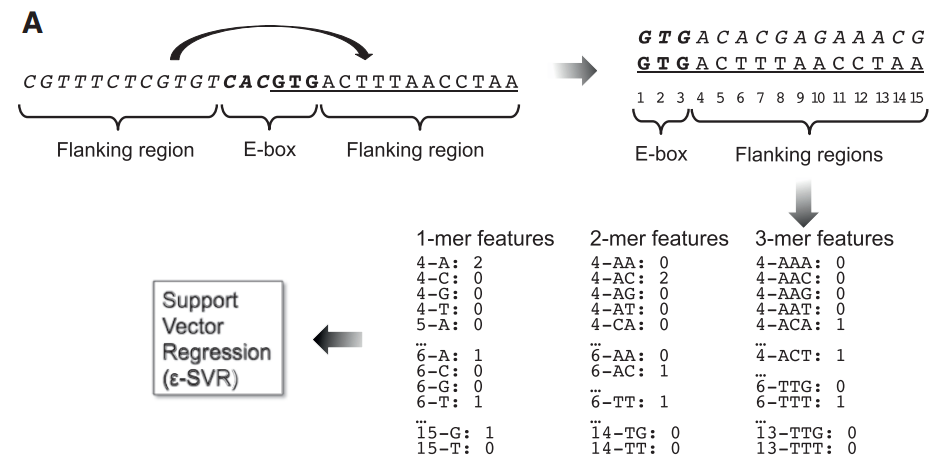 A
CGTTTCTCGTGTCACGTGACTTTAACCTAA
Flanking region E-box Flanking region
GTGACACGAGAAACG
GTGACTTTAACCTAA
1 2 3 4 5 6 7 8 9 10 11 12 13 14 15
E-box Flanking regions
1-mer features
4-A: 2
4-C: 0
4-G: 0
4-T: 0
5-A: 0
…
6-A: 1
6-C: 0
6-G: 0
6-T: 1
…
15-G: 1
15-T: 0
2-mer features
4-AA: 0
4-AC: 2
4-AG: 0
4-AT: 0
4-CA: 0
…
6-AA: 0
6-AC: 1
…
6-TT: 1
…
14-TG: 0
14-TT: 0
3-mer features
4-AAA: 0
4-AAC: 0
4-AAG: 0
4-AAT: 0
4-ACA: 1
4-ACT: 1
…
6-TTG: 0
6-TTT: 1
…
13-TTG: 0
13-TTT: 0
Support
Vector
Regression
(ε-SVR)